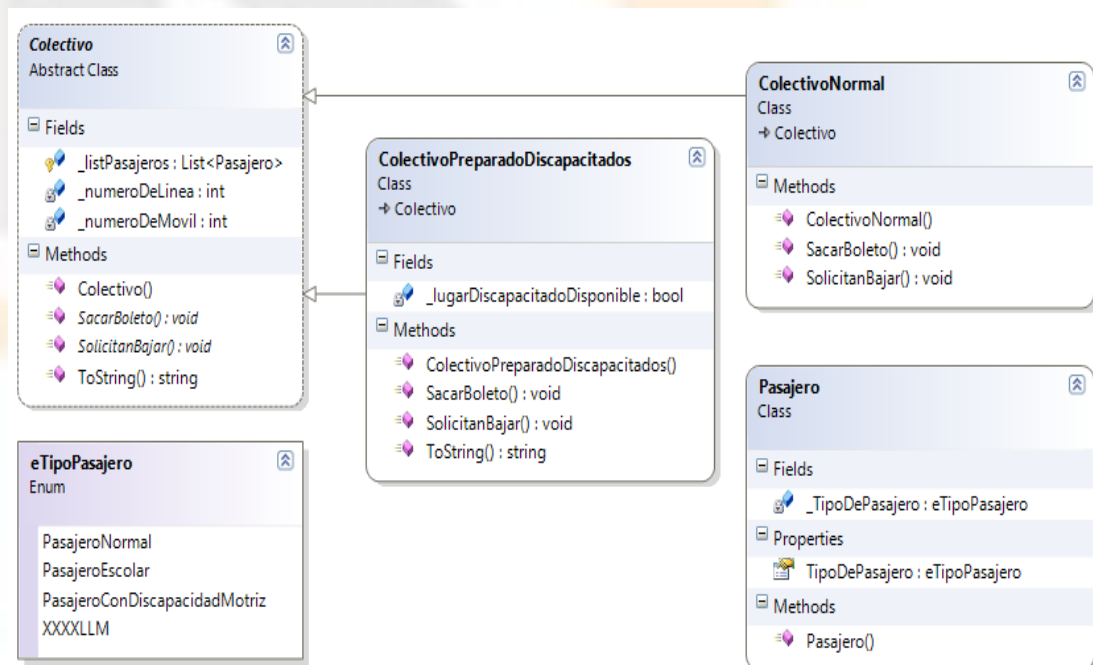 Colectivo
Abstract Class
Fields
_listPasajeros : List<Pasajero>
_numeroDeLinea : int
_numeroDeMovil : int
Methods
Colectivo()
SacarBoleto() : void
SolicitanBajar() : void
ToString() : string
eTipoPasajero
Enum
PasajeroNormal
PasajeroEscolar
PasajeroConDiscapacidadMotriz
XXXXLLM
ColectivoPreparadoDiscapacitados
Class
Colectivo
Fields
_lugarDiscapacitadoDisponible : bool
Methods
ColectivoPreparadoDiscapacitados()
SacarBoleto() : void
SolicitanBajar() : void
ToString() : string
ColectivoNormal
Class
Colectivo
Methods
ColectivoNormal()
SacarBoleto() : void
SolicitanBajar() : void
Pasajero
Class
Fields
_TipoDePasajero : eTipoPasajero
Properties
TipoDePasajero : eTipoPasajero
Methods
Pasajero()